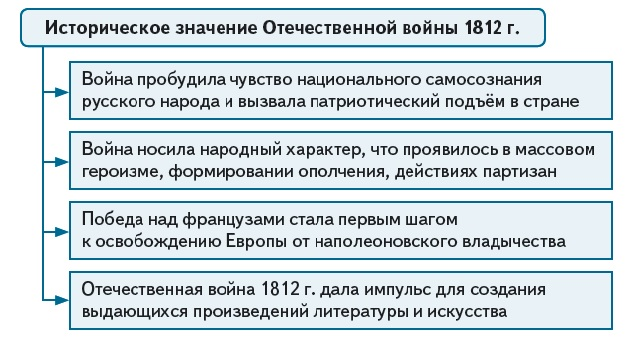 Историческое значение Отечественной войны 1812 г.
Война пробудила чувство национального самосознания
русского народа и вызвала патриотический подъём в стране
Война носила народный характер, что проявилось в массовом
героизме, формировании ополчения, действиях партизан
Победа над французами стала первым шагом
к освобождению Европы от наполеоновского владычества
Отечественная война 1812 г. дала импульс для создания
выдающихся произведений литературы и искусства